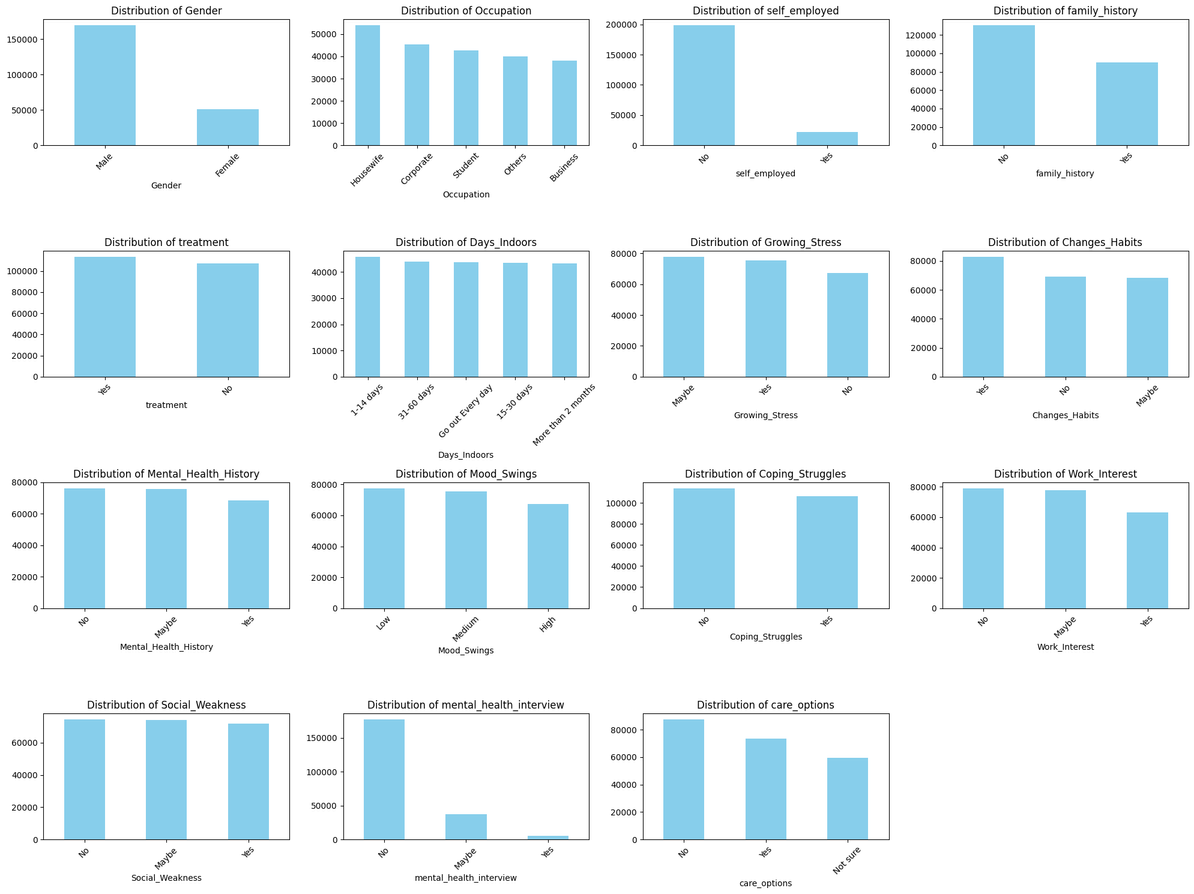 Distribution of Gender
150000
100000
50000
0
Male
Female
Gender
Distribution of Occupation
50000
40000
30000
20000
10000
0
Housewife
Corporate
Student
Others
Business
Occupation
Distribution of self_employed
200000
150000
100000
50000
0
No
Yes
self_employed
Distribution of family_history
120000
100000
80000
60000
40000
20000
0
No
Yes
family_history
Distribution of treatment
100000
80000
60000
40000
20000
0
Yes
No
treatment
Distribution of Days_Indoors
40000
30000
20000
10000
0
1-14 days
31-60 days
Go out Every day
15-30 days
More than 2 months
Days_Indoors
Distribution of Growing_Stress
80000
60000
40000
20000
0
Maybe
Yes
No
Growing_Stress
Distribution of Changes_Habits
80000
60000
40000
20000
0
Yes
No
Maybe
Changes_Habits
Distribution of Mental_Health_History
80000
60000
40000
20000
0
No
Maybe
Yes
Mental_Health_History
Distribution of Mood_Swings
80000
60000
40000
20000
0
Low
Medium
High
Mood_Swings
Distribution of Coping_Struggles
100000
80000
60000
40000
20000
0
No
Yes
Coping_Struggles
Distribution of Work_Interest
80000
60000
40000
20000
0
No
Maybe
Yes
Work_Interest
Distribution of Social_Weakness
60000
40000
20000
0
No
Maybe
Yes
Social_Weakness
Distribution of mental_health_interview
150000
100000
50000
0
No
Maybe
Yes
mental_health_interview
Distribution of care_options
80000
60000
40000
20000
0
No
Yes
Not sure
care_options